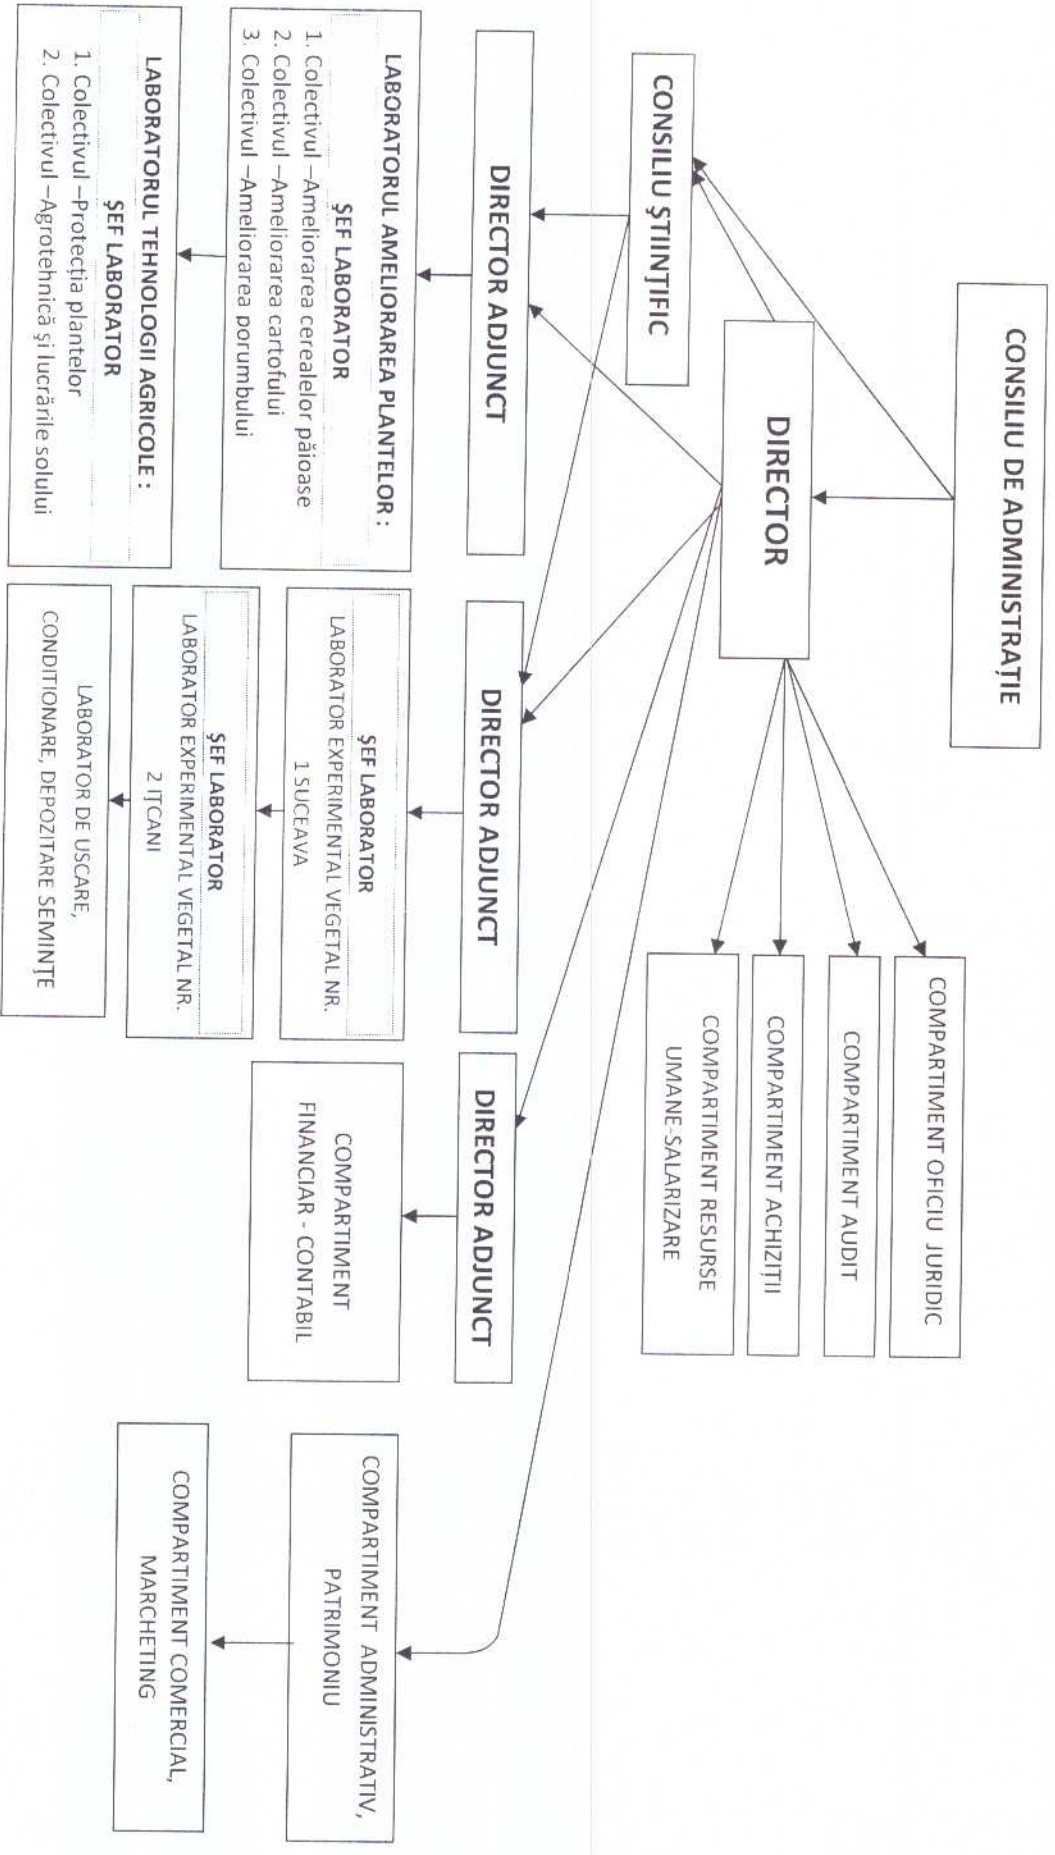 CONSILIU DE ADMINISTRAȚIE
DIRECTOR
CONSILIU ȘTIINȚIFIC
COMPARTIMENT OFICIU JURIDIC
COMPARTIMENT AUDIT
COMPARTIMENT ACHIZIȚII
COMPARTIMENT RESURSE
UMANE-SALARIZARE
DIRECTOR ADJUNCT
LABORATORUL AMELIORAREA PLANTELOR :
ȘEF LABORATOR
1. Colectivul –Ameliorarea cerealelor păioase
2. Colectivul –Ameliorarea cartofului
3. Colectivul –Ameliorarea porumbului
LABORATORUL TEHNOLOGII AGRICOLE :
ȘEF LABORATOR
1. Colectivul –Protecția plantelor
2. Colectivul –Agrotehnică și lucrările solului
DIRECTOR ADJUNCT
ȘEF LABORATOR
LABORATOR EXPERIMENTAL VEGETAL NR.
1 SUCEAVA
ȘEF LABORATOR
LABORATOR EXPERIMENTAL VEGETAL NR.
2 IȚCANI
LABORATOR DE USCARE,
CONDITIONARE, DEPOZITARE SEMINȚE
DIRECTOR ADJUNCT
COMPARTIMENT
FINANCIAR - CONTABIL
COMPARTIMENT ADMINISTRATIV,
PATRIMONIU
COMPARTIMENT COMERCIAL,
MARCHETING